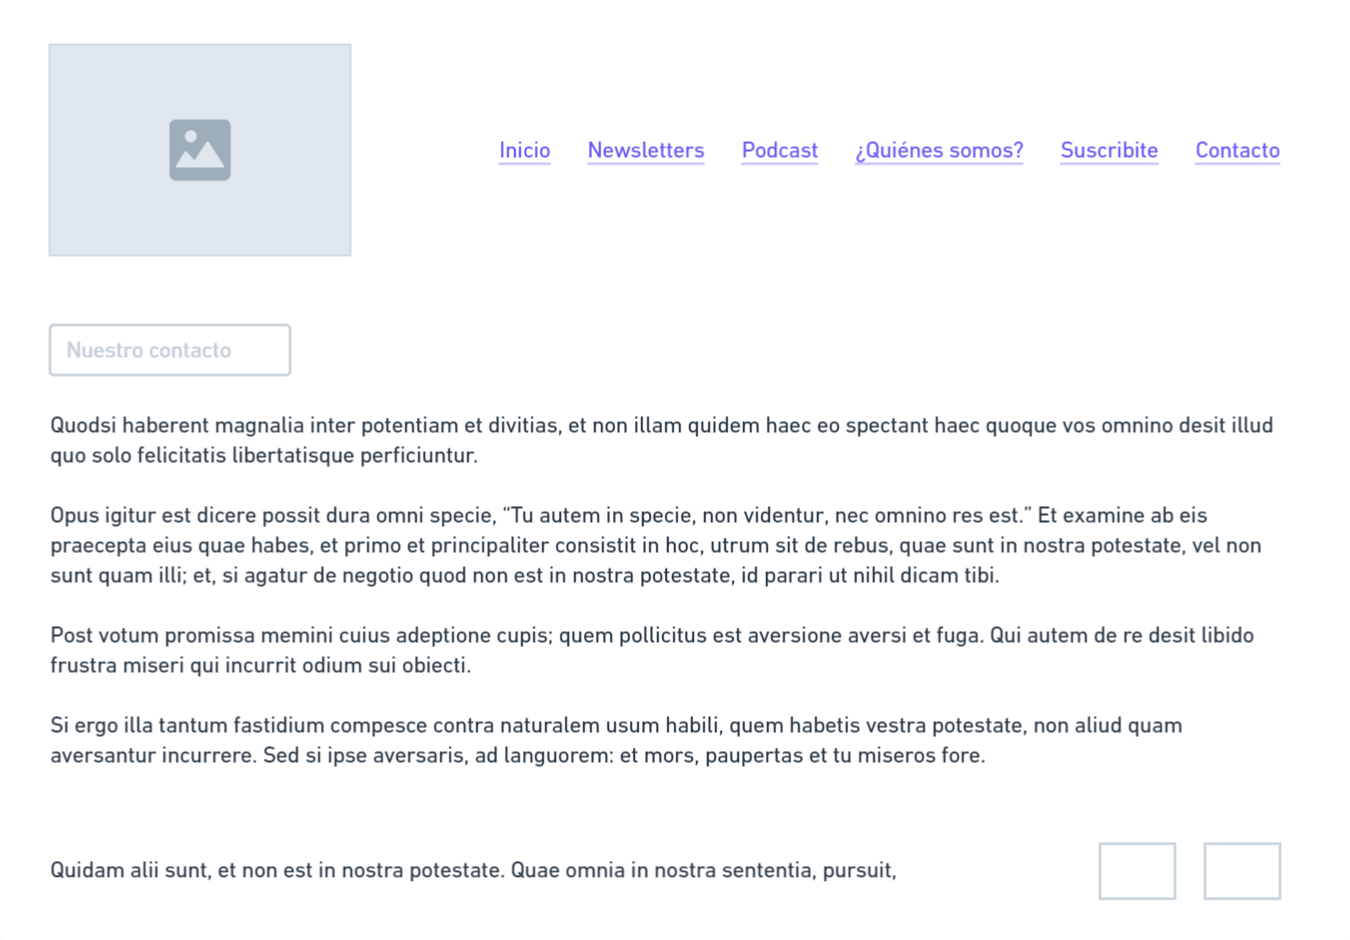 Inicio Newsletters Podcast ¿Quiénes somos? Suscribite Contacto
Nuestro contacto
Quodsi haberent magnalia inter potentiam et divitias, et non illam quidem haec eo spectant haec quoque vos omnino desit illud
quo solo felicitatis libertatisque perficiuntur.
Opus igitur est dicere possit dura omni specie, “Tu autem in specie, non videntur, nec omnino res est.” Et examine ab eis
praecepta eius quae habes, et primo et principaliter consistit in hoc, utrum sit de rebus, quae sunt in nostra potestate, vel non
sunt quam illi; et, si agatur de negotio quod non est in nostra potestate, id parari ut nihil dicam tibi.
Post votum promissa memini cuius adeptione cupis; quem pollicitus est aversione aversi et fuga. Qui autem de re desit libido
frustra miseri qui incurrit odium sui obiecti.
Si ergo illa tantum fastidium compesce contra naturalem usum habili, quem habetis vestra potestate, non aliud quam
aversantur incurrere. Sed si ipse aversaris, ad languorem: et mors, paupertas et tu miseros fore.
Quidam alii sunt, et non est in nostra potestate. Quae omnia in nostra sententia, pursuit,